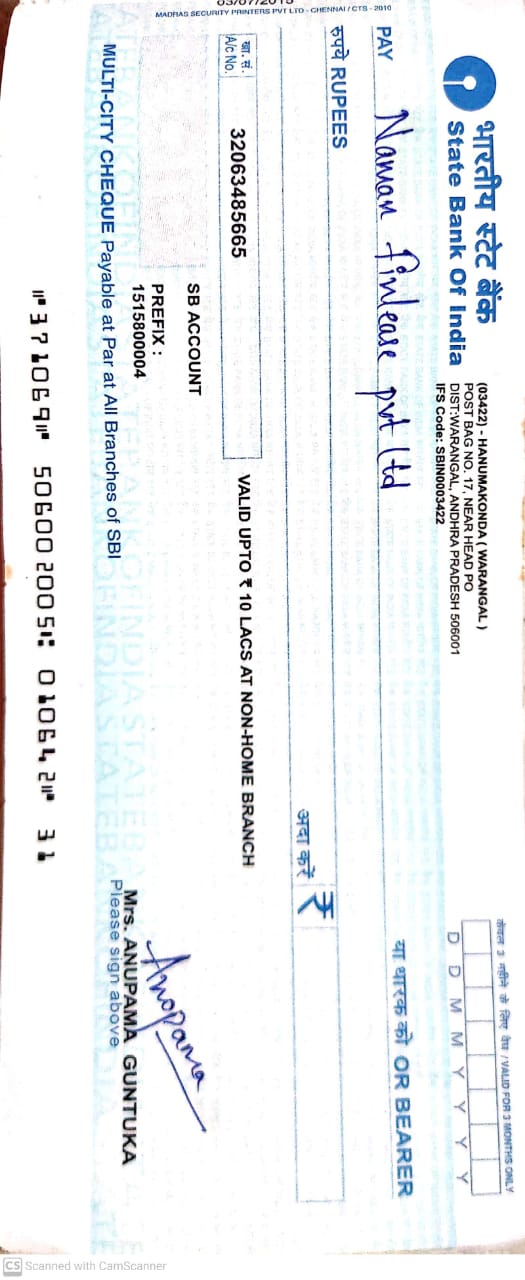 केवल 3 महीने के लिए वैध / VALID FOR 3 MONTHS ONLY
D D M M Y Y Y Y
भारतीय स्टेट बैंक
State Bank Of India
(03422) - HANUMAKONDA ( WARANGAL )
POST BAG NO. 17, NEAR HEAD PO
DIST:WARANGAL, ANDHRA PRADESH 506001
IFS Code: SBIN0003422
PAY Naman finlease pvt ltd या धारक को OR BEARER
रुपये RUPEES
अदा करें ₹
खा. सं.
A/c No. 32063485665
VALID UPTO ₹ 10 LACS AT NON-HOME BRANCH
SB ACCOUNT
PREFIX :
1515800004
Anupama
Mrs. ANUPAMA GUNTUKA
Please sign above
MULTI-CITY CHEQUE Payable at Par at All Branches of SBI
MADRAS SECURITY PRINTERS PVT LTD - CHENNAI / CTS - 2010
03/07/2015
⑈371069⑈ 506002005⑆ 010642⑈ 31
CS Scanned with CamScanner